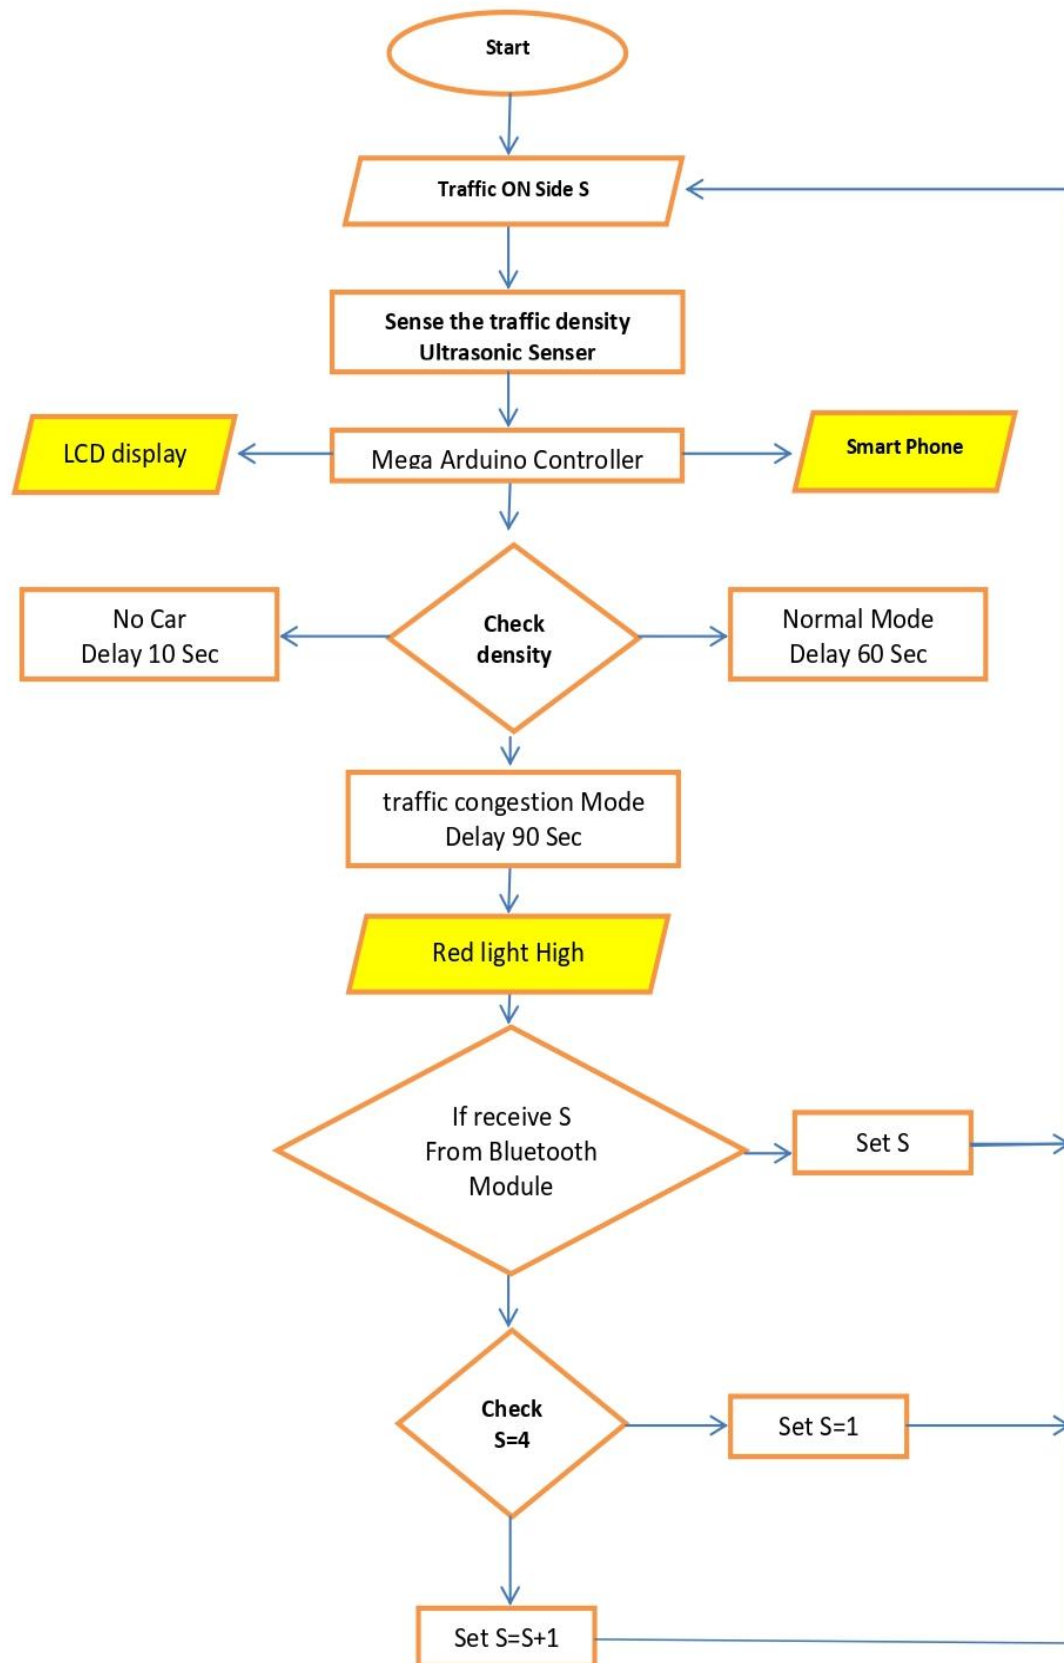 Start
Traffic ON Side S
Sense the traffic density
Ultrasonic Senser
LCD display
Mega Arduino Controller
Smart Phone
No Car
Delay 10 Sec
Check
density
Normal Mode
Delay 60 Sec
traffic congestion Mode
Delay 90 Sec
Red light High
If receive S
From Bluetooth
Module
Set S
Check
S=4
Set S=1
Set S=S+1